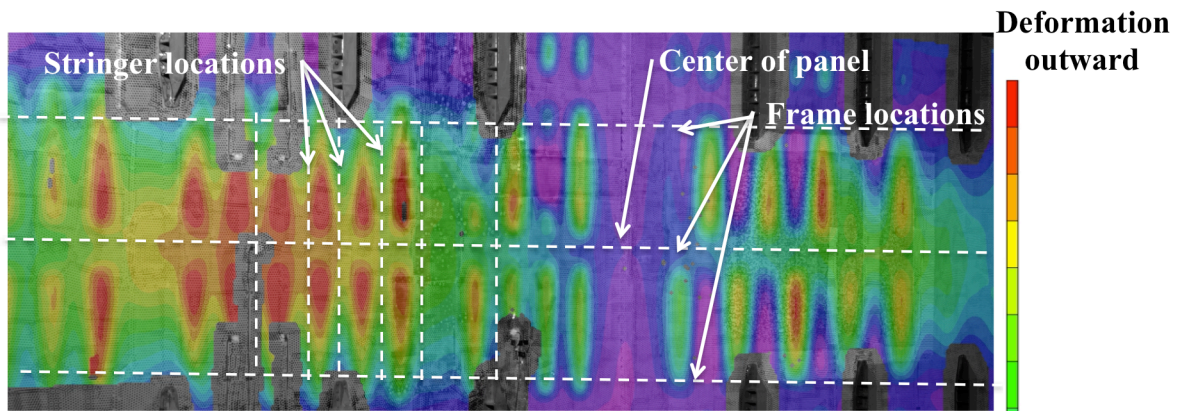 Deformation
outward
Stringer locations
Center of panel
Frame locations